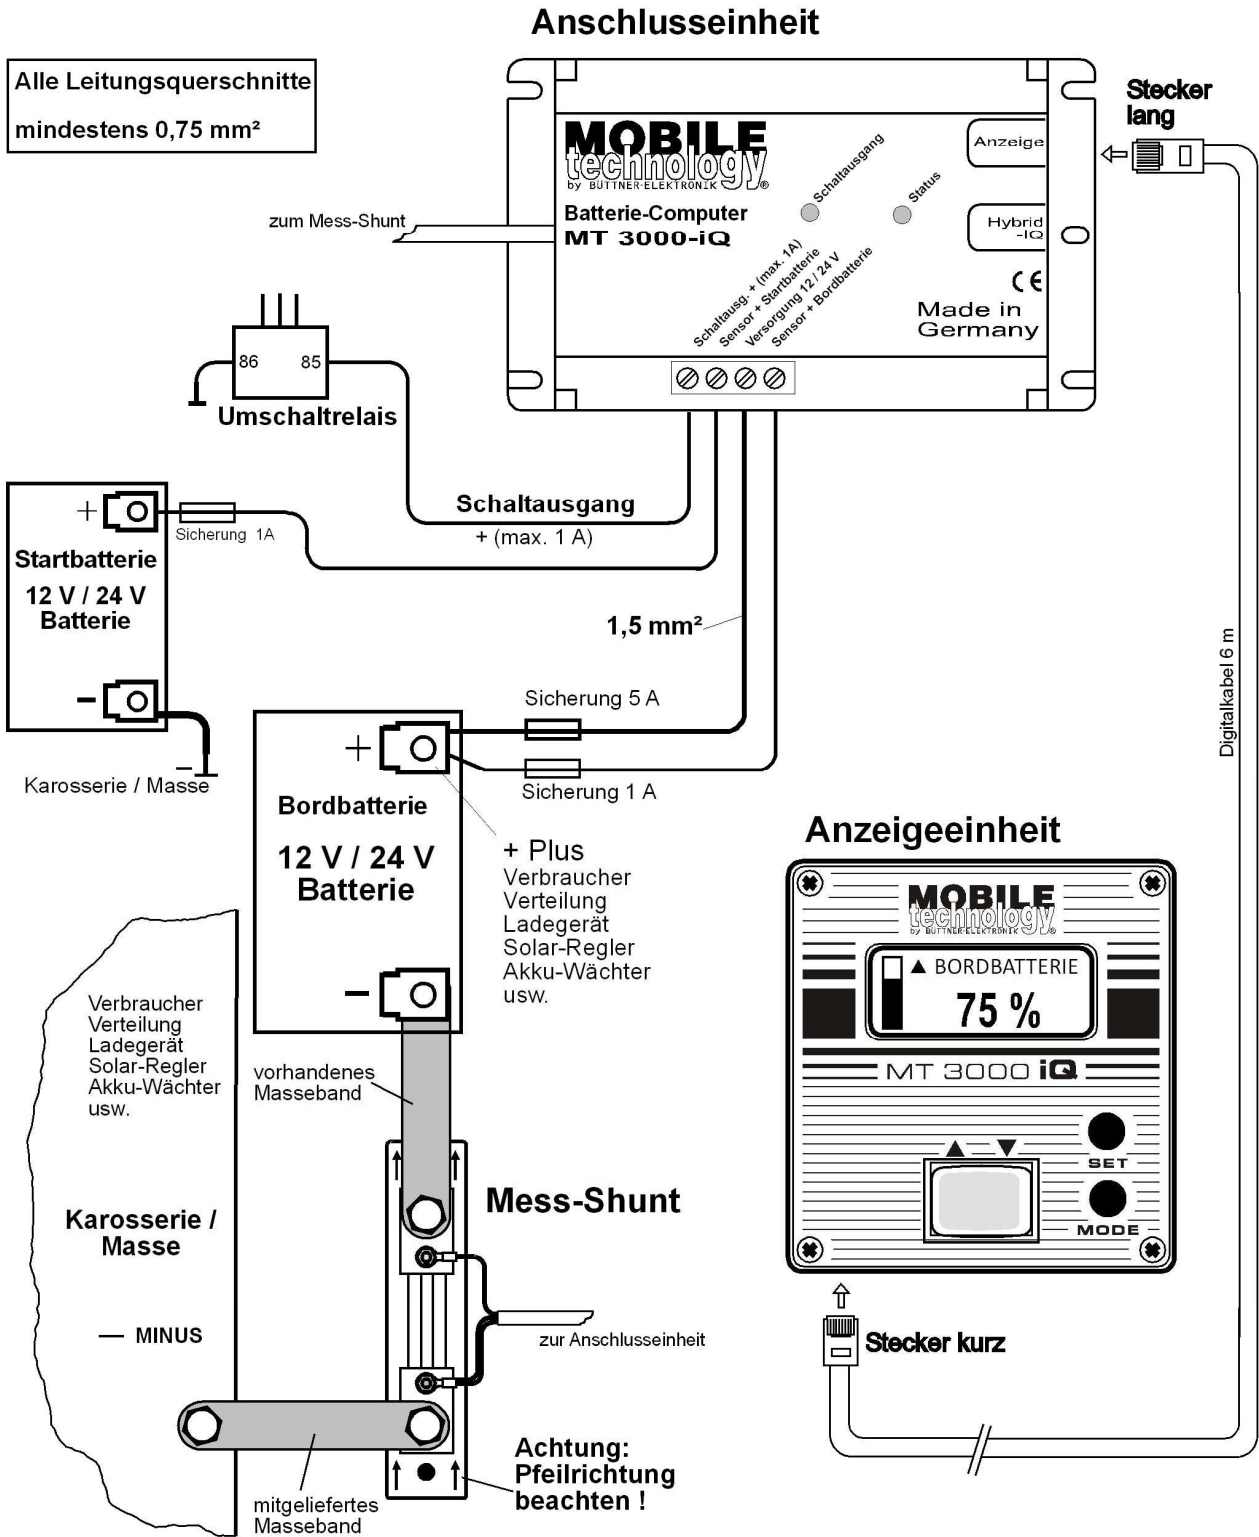 Anschlusseinheit
Alle Leitungsquerschnitte
mindestens 0,75 mm²
Stecker
lang
MOBILE
technology
by BÜTTNER-ELEKTRONIK ®
Batterie-Computer
MT 3000-iQ
Schaltausgang
Status
Anzeige
Hybrid
-IQ
CE
Made in
Germany
Schaltausg. + (max. 1A)
Sensor + Startbatterie
Versorgung 12 / 24 V
Sensor + Bordbatterie
zum Mess-Shunt
86
85
Umschaltrelais
Schaltausgang
+ (max. 1 A)
+
Sicherung 1A
Startbatterie
12 V / 24 V
Batterie
−
−
Karosserie / Masse
1,5 mm²
Sicherung 5 A
Sicherung 1 A
+
Bordbatterie
12 V / 24 V
Batterie
−
+ Plus
Verbraucher
Verteilung
Ladegerät
Solar-Regler
Akku-Wächter
usw.
Digitalkabel 6 m
Anzeigeeinheit
MOBILE
technology
by BÜTTNER-ELEKTRONIK ®
▲ BORDBATTERIE
75 %
MT 3000 iQ
▲ ▼
SET
MODE
Stecker kurz
Verbraucher
Verteilung
Ladegerät
Solar-Regler
Akku-Wächter
usw.
vorhandenes
Masseband
Karosserie /
Masse
— MINUS
Mess-Shunt
zur Anschlusseinheit
mitgeliefertes
Masseband
Achtung:
Pfeilrichtung
beachten !